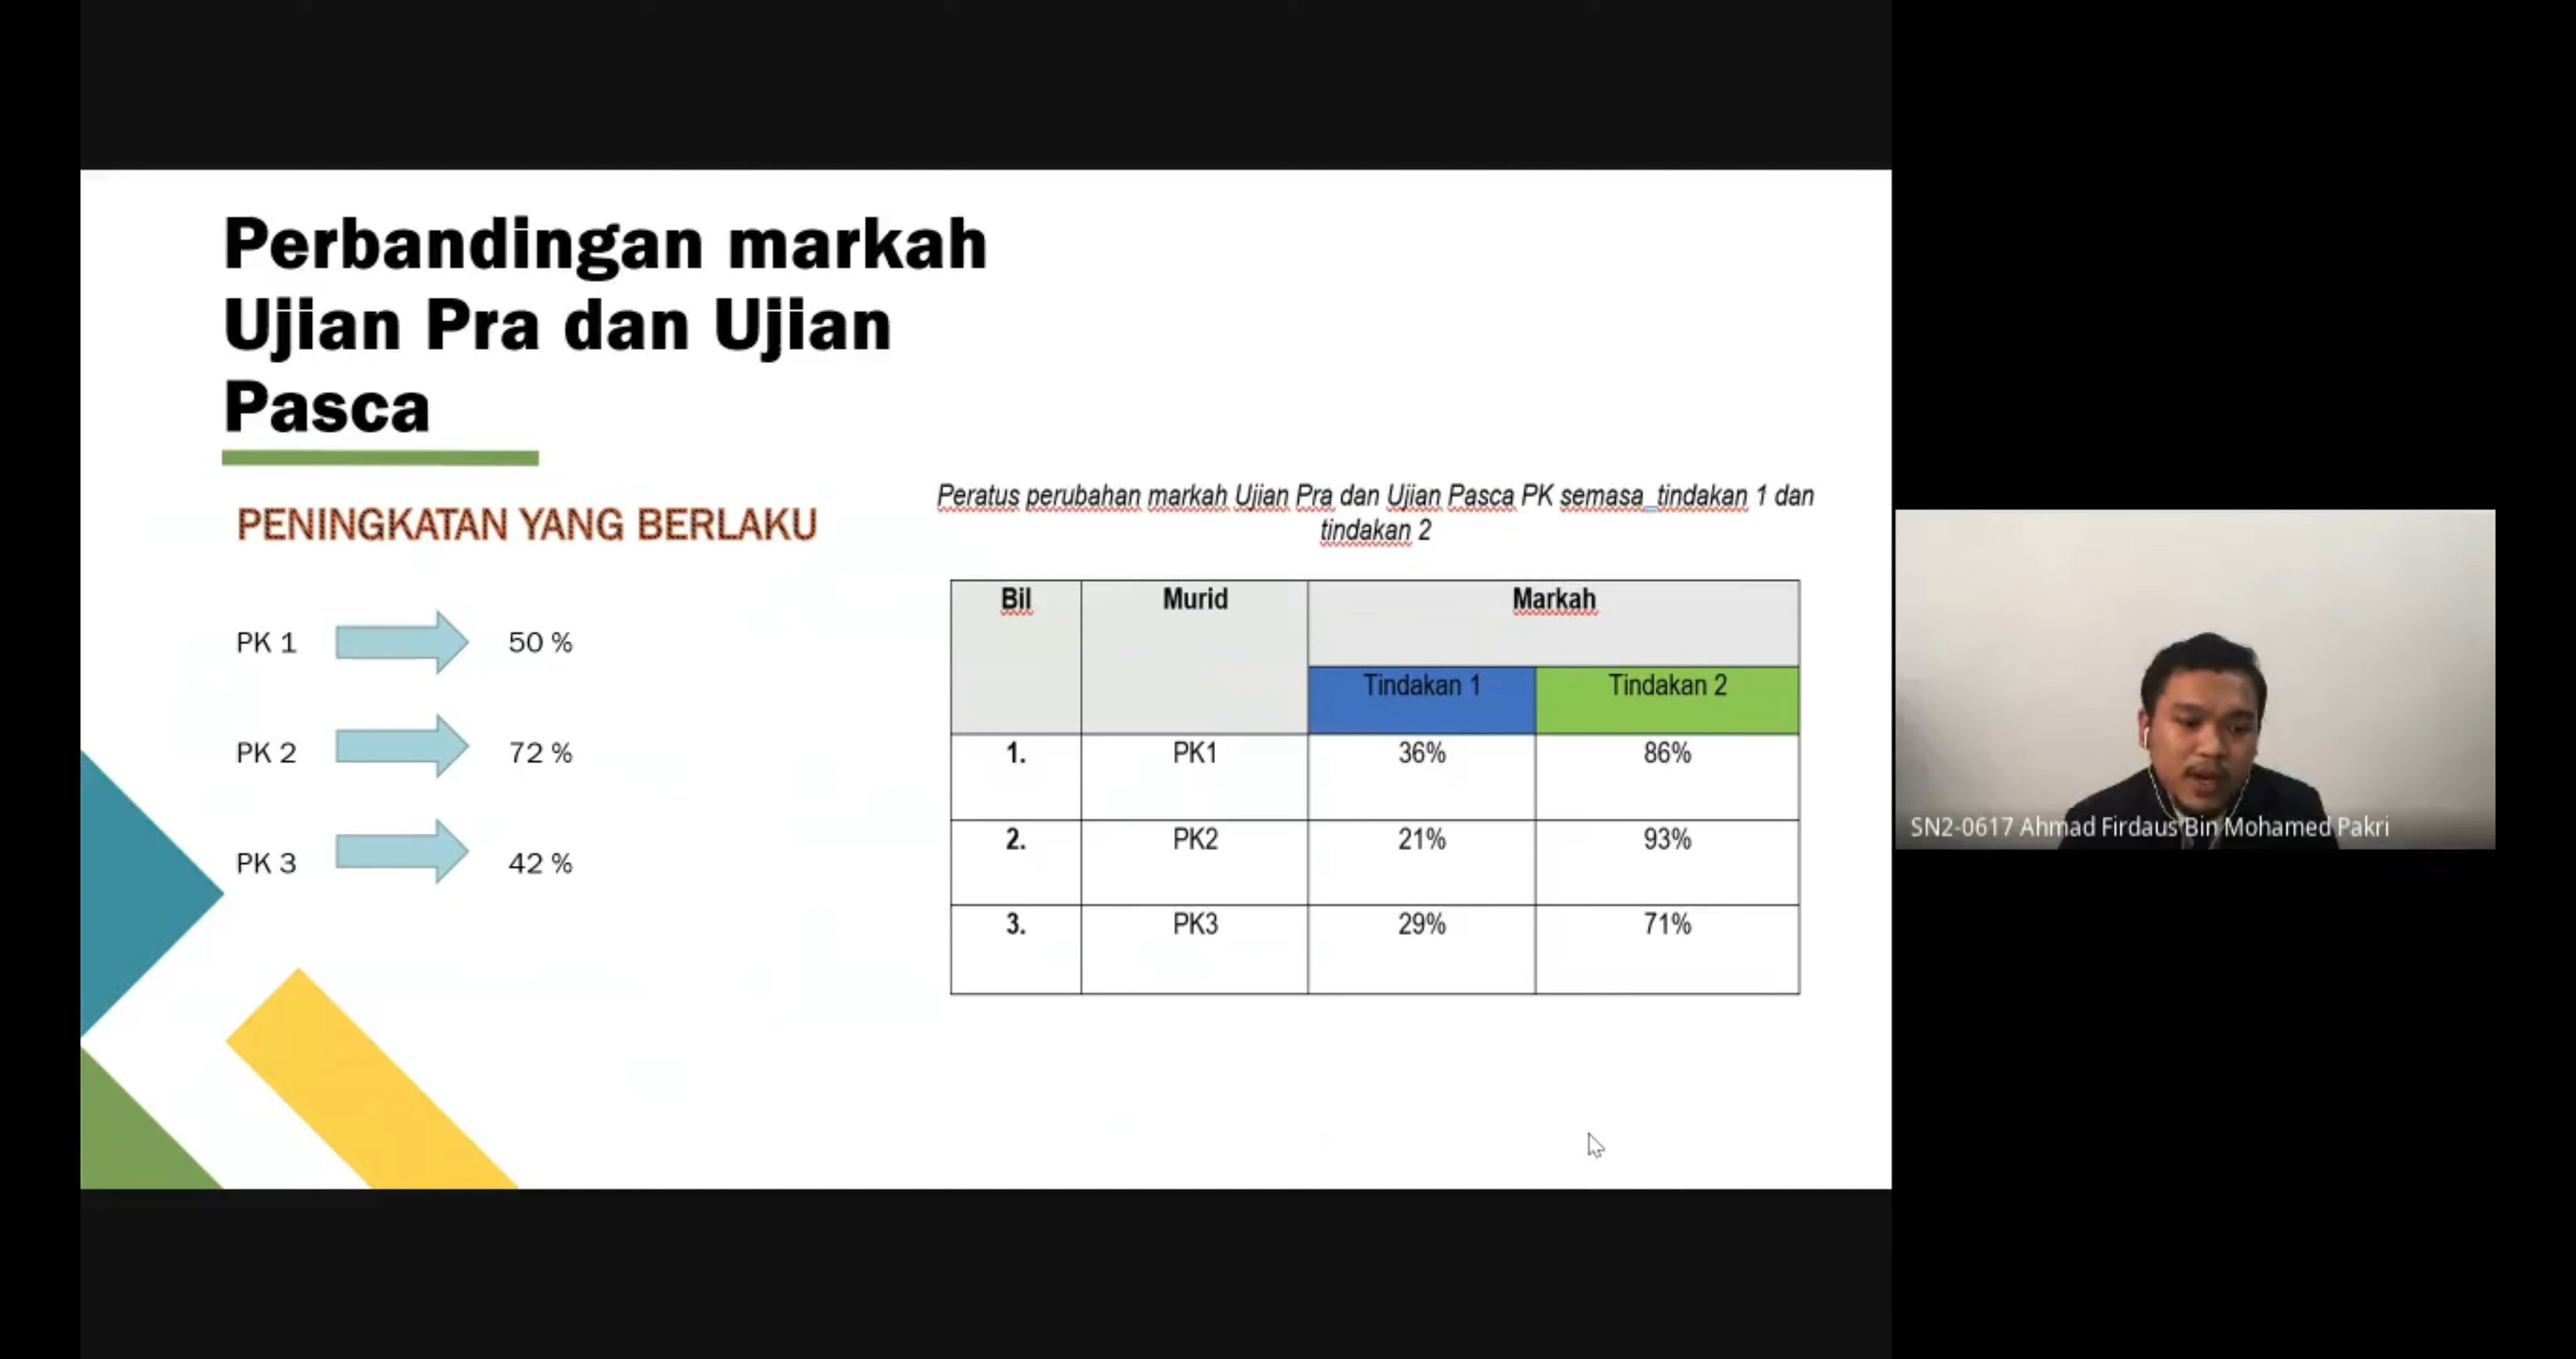 Perbandingan markah
Ujian Pra dan Ujian
Pasca
PENINGKATAN YANG BERLAKU
PK 1 50 %
PK 2 72 %
PK 3 42 %
Peratus perubahan markah Ujian Pra dan Ujian Pasca PK semasa tindakan 1 dan
tindakan 2
Bil Murid Markah
Tindakan 1 Tindakan 2
1. PK1 36% 86%
2. PK2 21% 93%
3. PK3 29% 71%
SN2-0617 Ahmad Firdaus Bin Mohamed Pakri